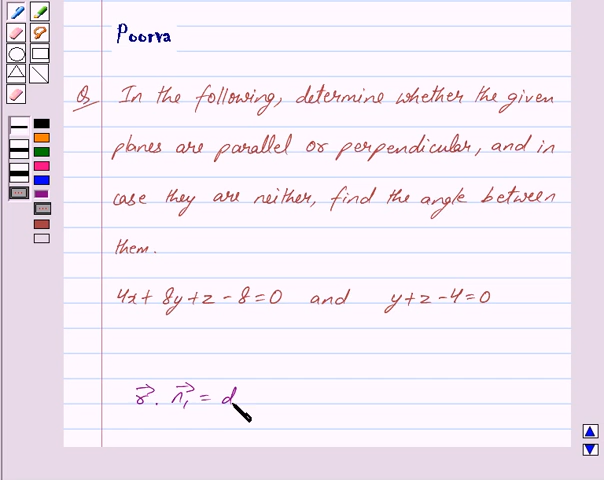 Poorva
Q In the following, determine whether the given
planes are parallel or perpendicular, and in
case they are neither, find the angle between
them.
4x + 8y + z - 8 = 0 and y + z - 4 = 0
r⃗ . n⃗₁ = d